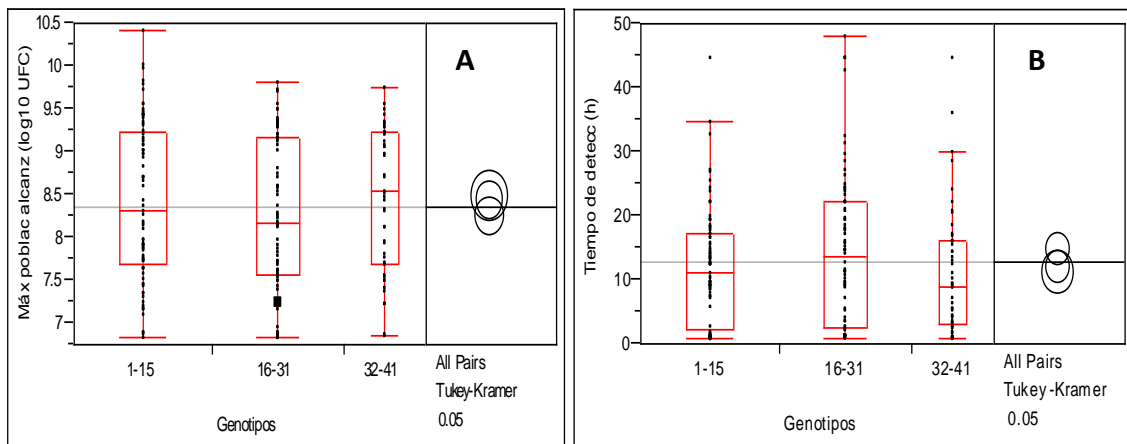 A
Máx poblac alcanz (log10 UFC)
10.5
10
9.5
9
8.5
8
7.5
7
1-15
16-31
32-41
All Pairs
Tukey-Kramer
0.05
Genotipos
B
Tiempo de detecc (h)
50
40
30
20
10
0
1-15
16-31
32-41
All Pairs
Tukey-Kramer
0.05
Genotipos